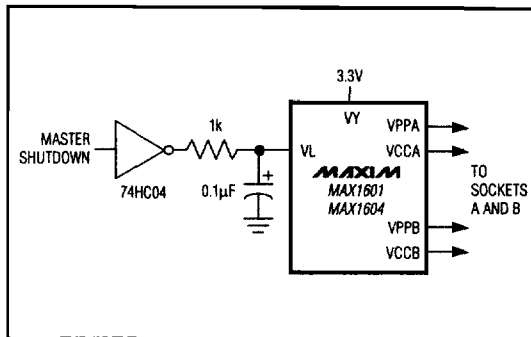 3.3V
1k
VY
VPPA
MASTER
SHUTDOWN
VL
VCCA
74HC04
0.1µF
+
MAXIM
MAX1601
MAX1604
TO
SOCKETS
A AND B
VPPB
VCCB